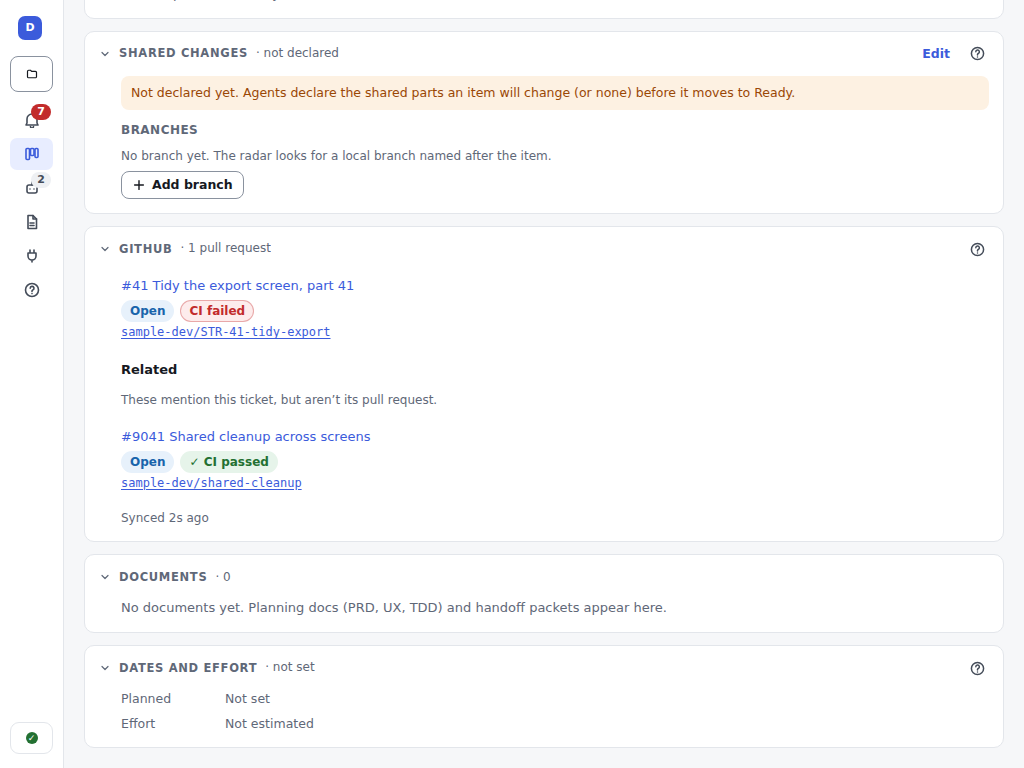 D
7
2
SHARED CHANGES · not declared
Edit
Not declared yet. Agents declare the shared parts an item will change (or none) before it moves to Ready.
BRANCHES
No branch yet. The radar looks for a local branch named after the item.
+ Add branch
GITHUB · 1 pull request
#41 Tidy the export screen, part 41
Open CI failed
sample-dev/STR-41-tidy-export
Related
These mention this ticket, but aren’t its pull request.
#9041 Shared cleanup across screens
Open ✓ CI passed
sample-dev/shared-cleanup
Synced 2s ago
DOCUMENTS · 0
No documents yet. Planning docs (PRD, UX, TDD) and handoff packets appear here.
DATES AND EFFORT · not set
Planned Not set
Effort Not estimated